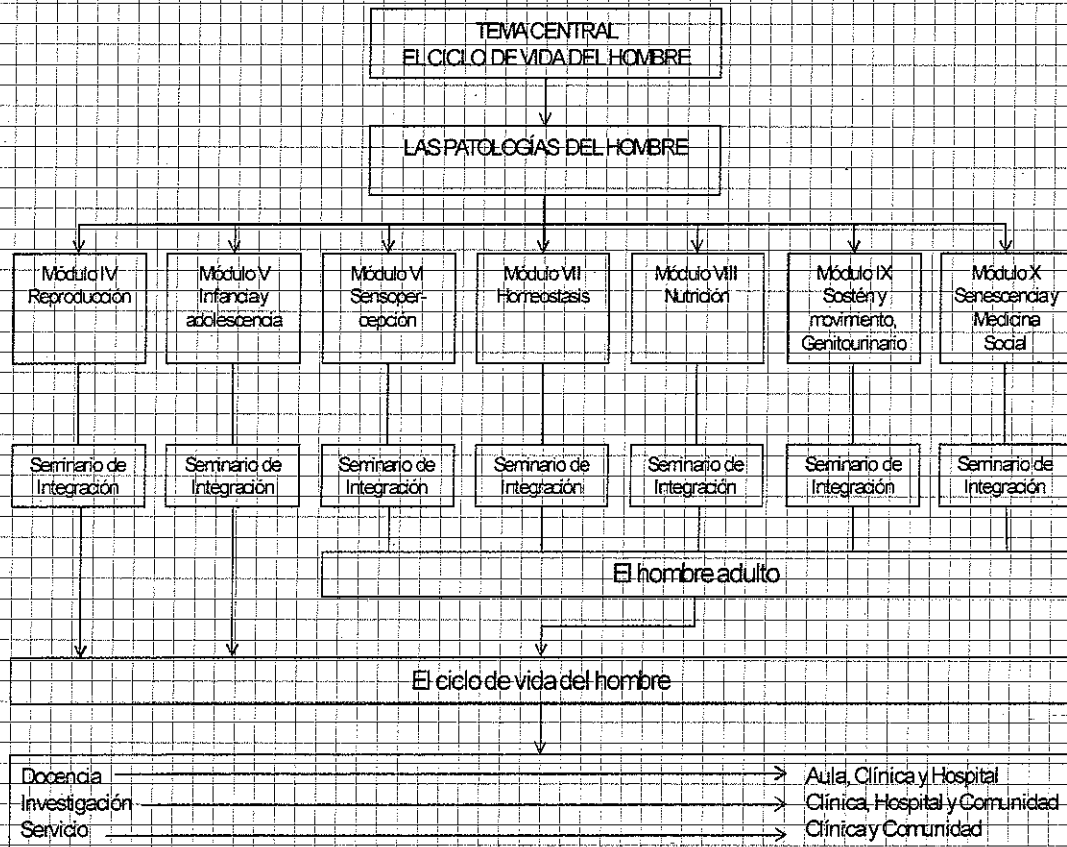 TEMA CENTRAL
EL CICLO DE VIDA DEL HOMBRE
LAS PATOLOGÍAS DEL HOMBRE
Módulo IV
Reproducción
Módulo V
Infancia y
adolescencia
Módulo VI
Sensoper-
cepción
Módulo VII
Homeostasis
Módulo VIII
Nutrición
Módulo IX
Sostén y
movimiento,
Genitourinario
Módulo X
Senescencia y
Medicina
Social
Seminario de
Integración
Seminario de
Integración
Seminario de
Integración
Seminario de
Integración
Seminario de
Integración
Seminario de
Integración
Seminario de
Integración
El hombre adulto
El ciclo de vida del hombre
Docencia Aula, Clínica y Hospital
Investigación Clínica, Hospital y Comunidad
Servicio Clínica y Comunidad